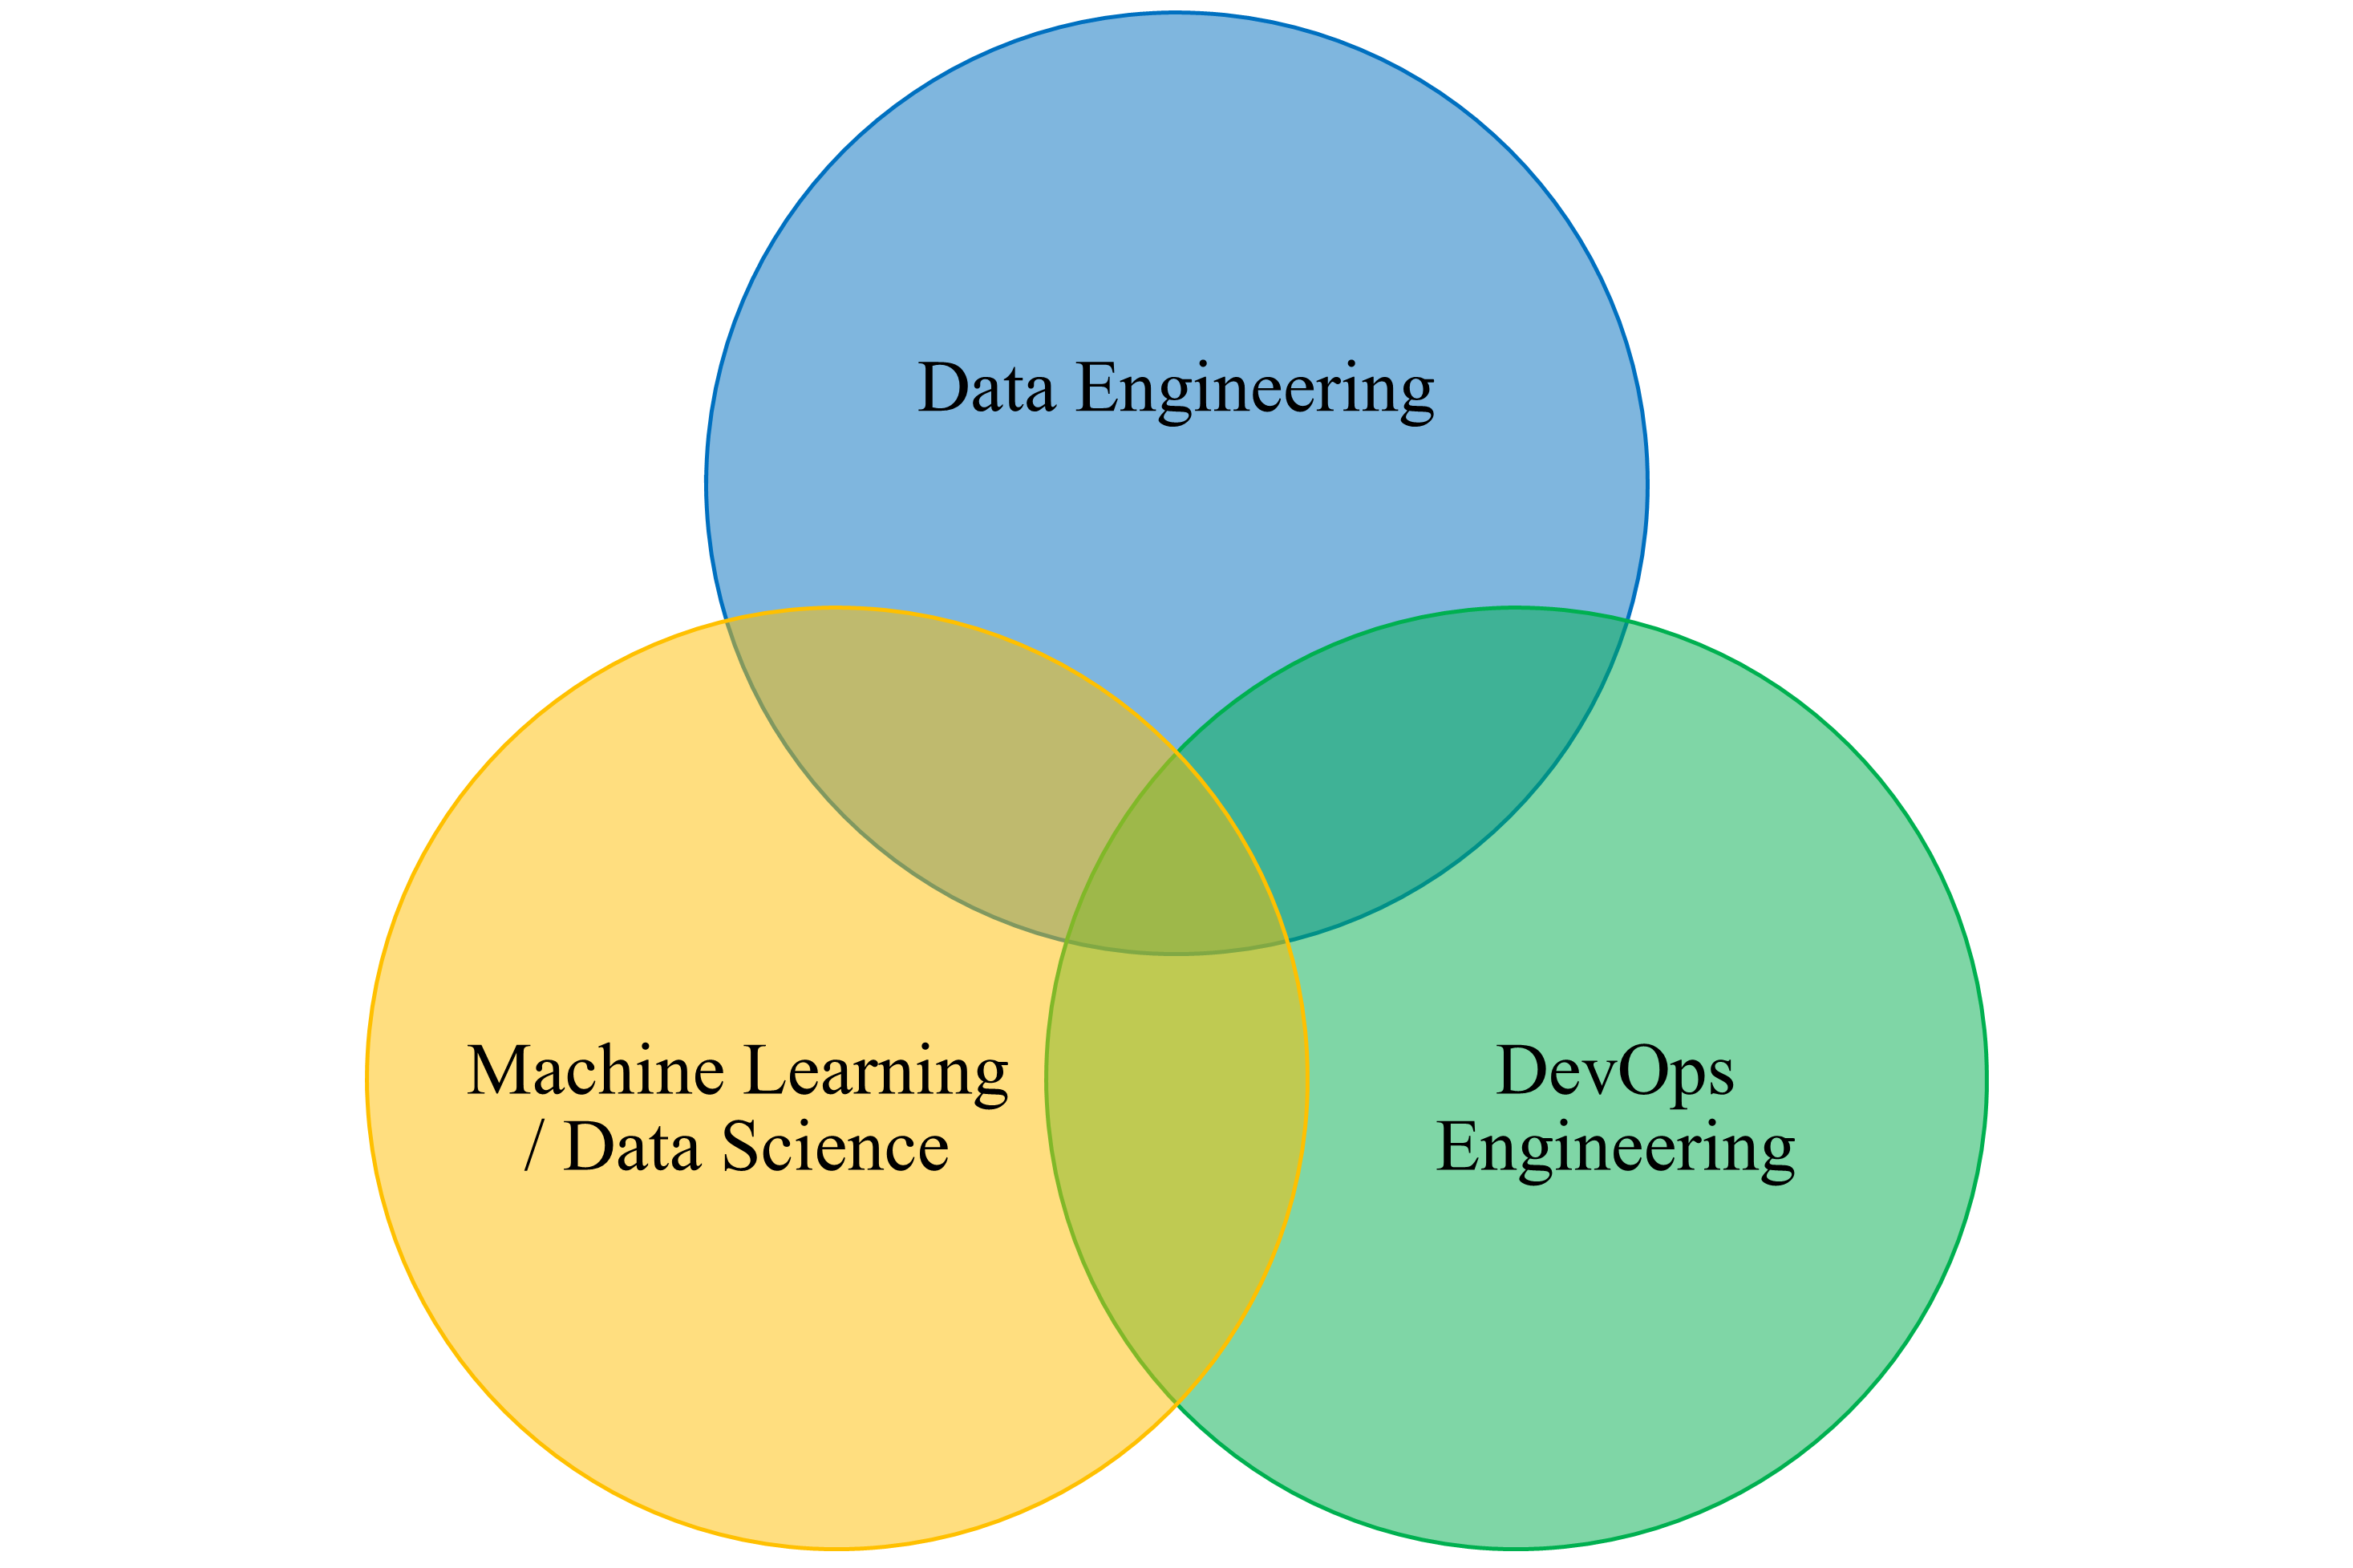 Data Engineering
Machine Learning
/ Data Science
DevOps
Engineering